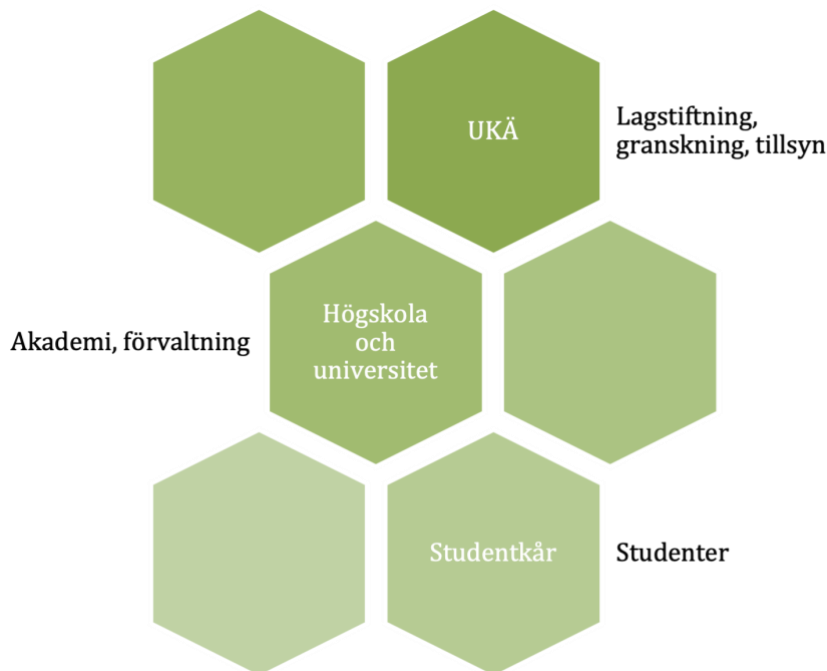 UKÄ
Lagstiftning,
granskning, tillsyn
Akademi, förvaltning
Högskola
och
universitet
Studentkår
Studenter